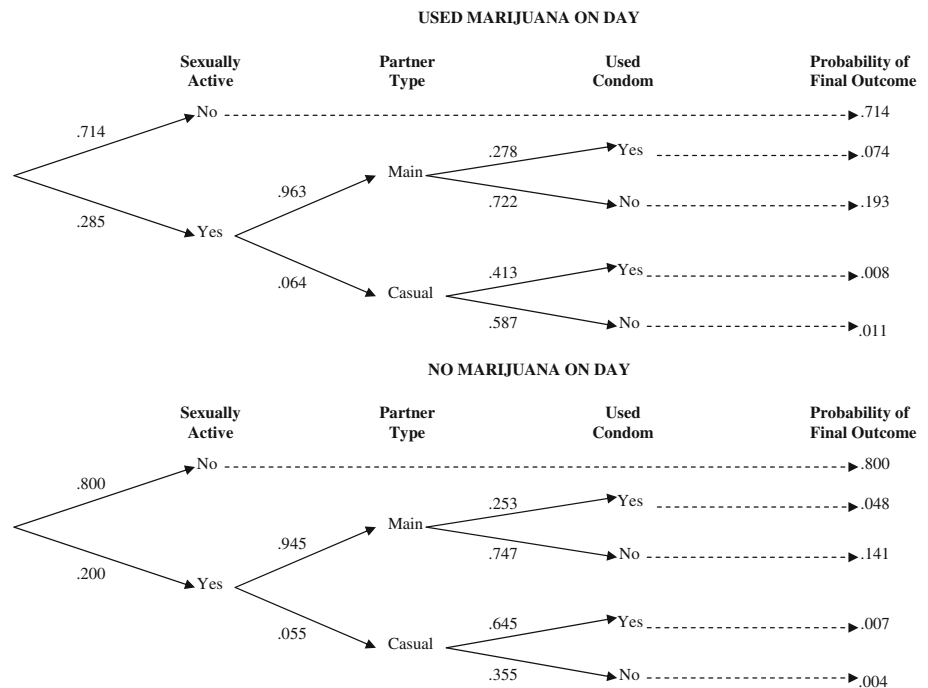 USED MARIJUANA ON DAY
Sexually Partner Used Probability of
Active Type Condom Final Outcome
No .714
.714
.278 Yes .074
Main
.963
.722 No .193
.285
Yes
.413 Yes .008
.064
Casual
.587 No .011
NO MARIJUANA ON DAY
Sexually Partner Used Probability of
Active Type Condom Final Outcome
No .800
.800
.253 Yes .048
Main
.945
.747 No .141
.200
Yes
.645 Yes .007
.055
Casual
.355 No .004